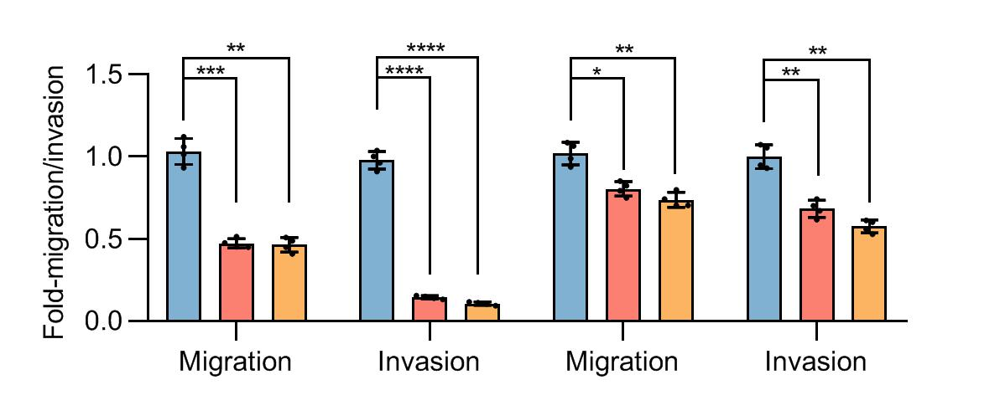 Fold-migration/invasion
1.5
1.0
0.5
0.0
** **** ** **
*** **** * **
Migration Invasion Migration Invasion